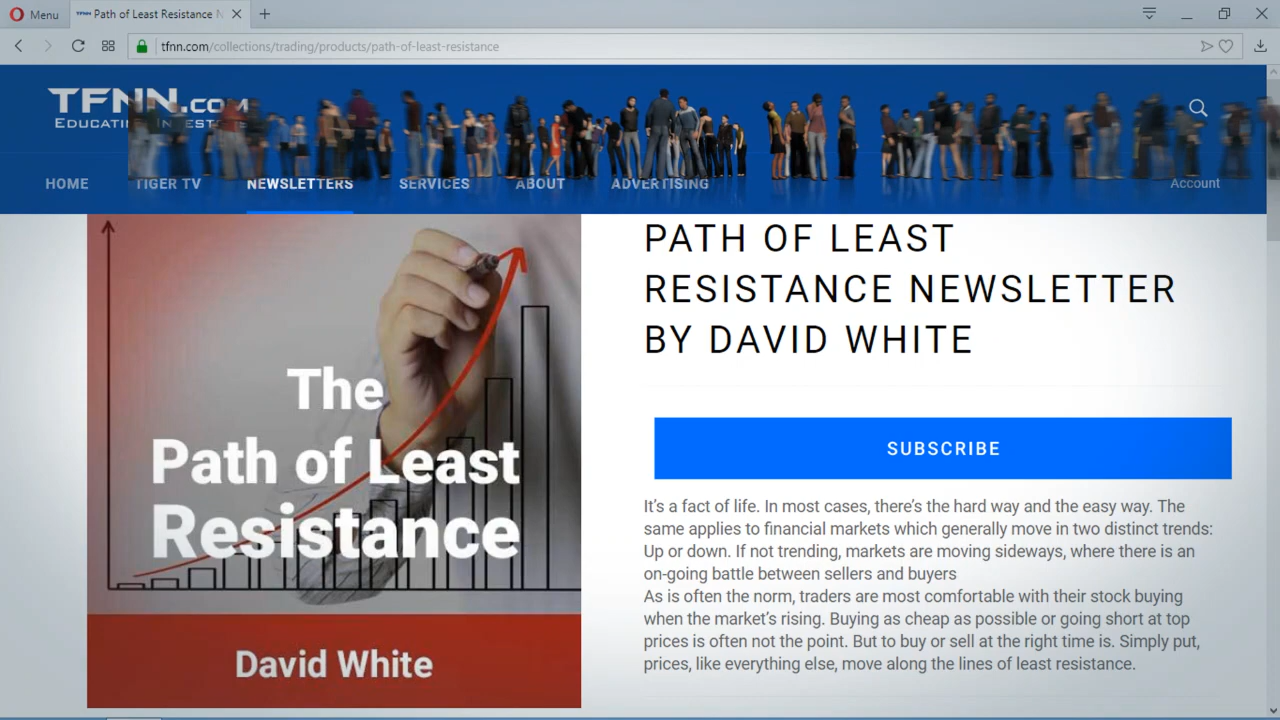 Menu
Path of Least Resistance N
tfnn.com/collections/trading/products/path-of-least-resistance
TFNN.COM
EDUCATING INVESTORS
HOME TIGER TV NEWSLETTERS SERVICES ABOUT ADVERTISING Account
PATH OF LEAST
RESISTANCE NEWSLETTER
BY DAVID WHITE
The
Path of Least
Resistance
David White
SUBSCRIBE
It's a fact of life. In most cases, there's the hard way and the easy way. The
same applies to financial markets which generally move in two distinct trends:
Up or down. If not trending, markets are moving sideways, where there is an
on-going battle between sellers and buyers
As is often the norm, traders are most comfortable with their stock buying
when the market's rising. Buying as cheap as possible or going short at top
prices is often not the point. But to buy or sell at the right time is. Simply put,
prices, like everything else, move along the lines of least resistance.